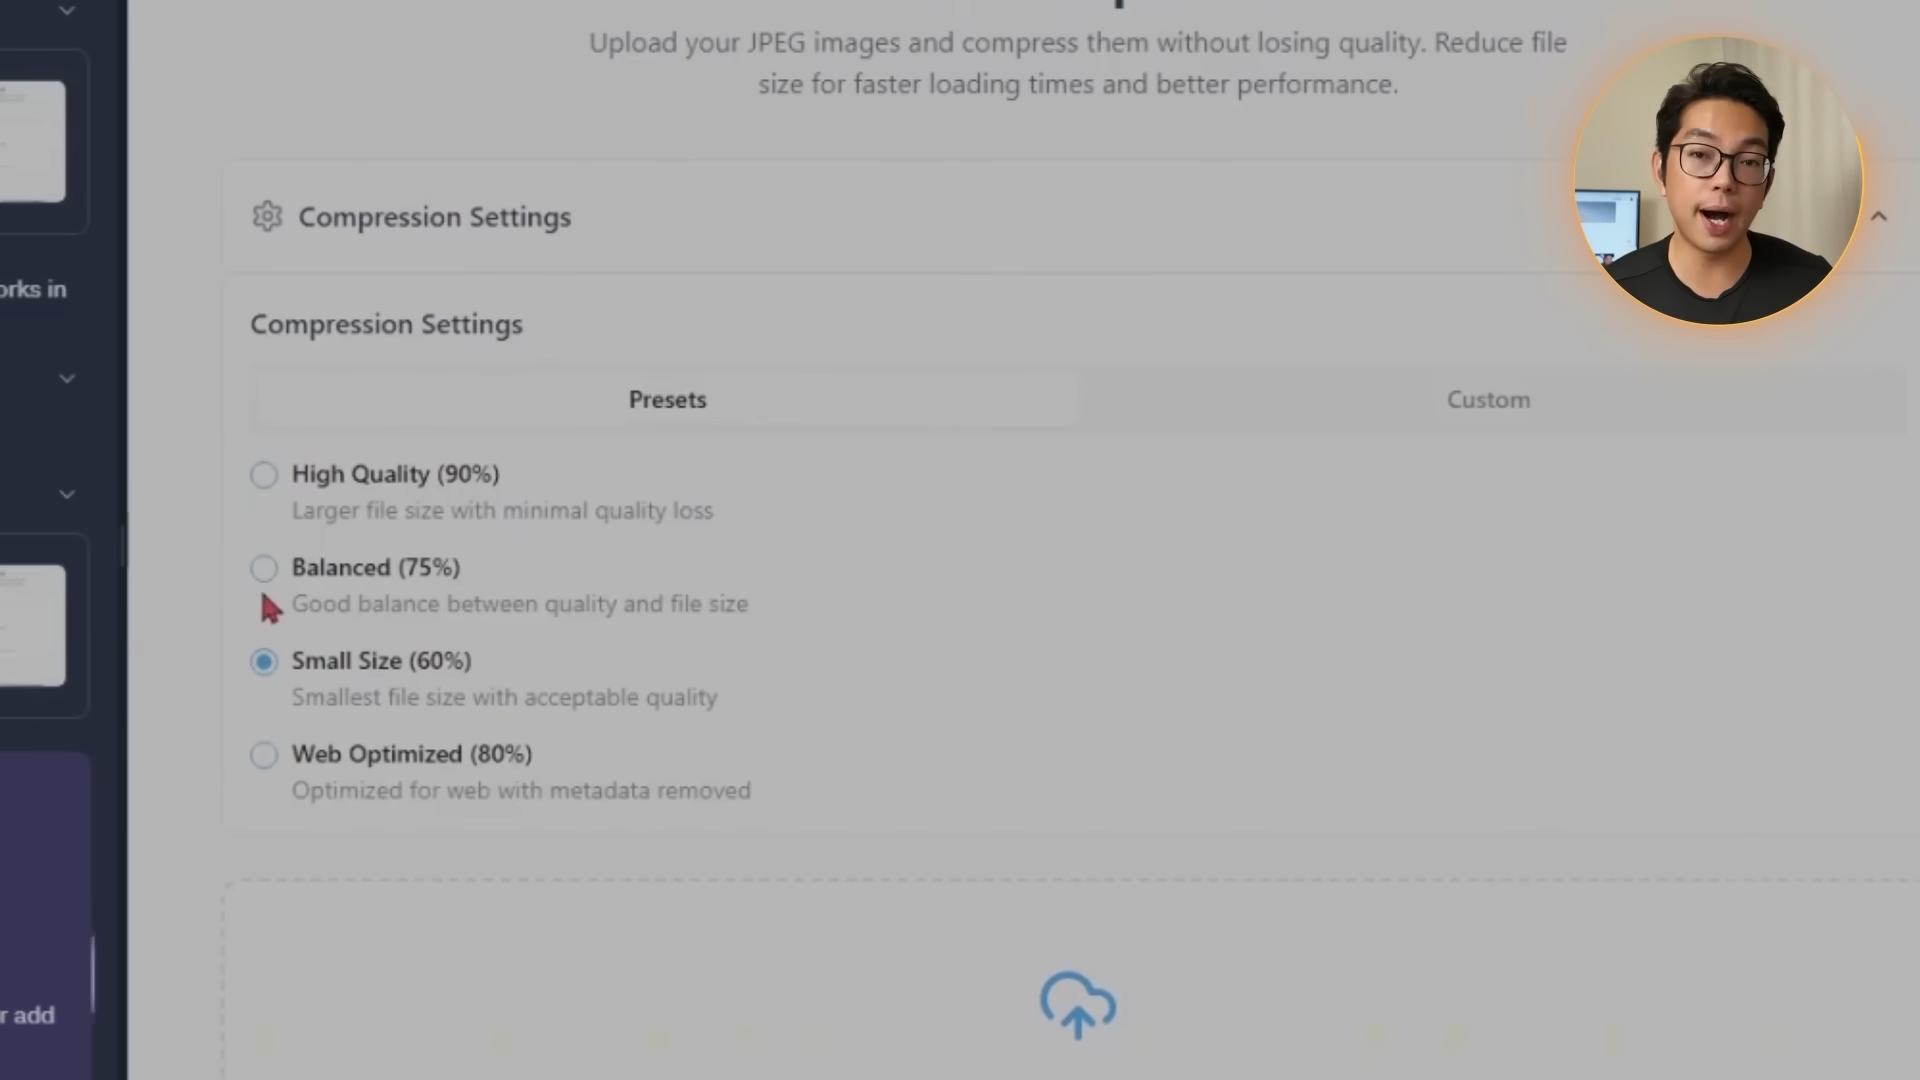 Upload your JPEG images and compress them without losing quality. Reduce file
size for faster loading times and better performance.
Compression Settings
orks in
Compression Settings
Presets
Custom
High Quality (90%)
Larger file size with minimal quality loss
Balanced (75%)
Good balance between quality and file size
Small Size (60%)
Smallest file size with acceptable quality
Web Optimized (80%)
Optimized for web with metadata removed
r add